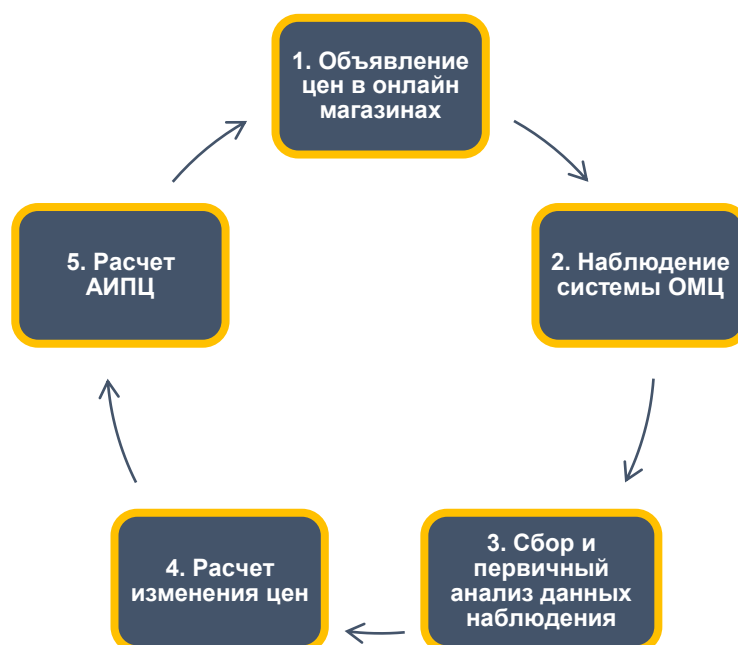 1. Объявление
цен в онлайн
магазинах
2. Наблюдение
системы ОМЦ
3. Сбор и
первичный
анализ данных
наблюдения
4. Расчет
изменения цен
5. Расчет
АИПЦ